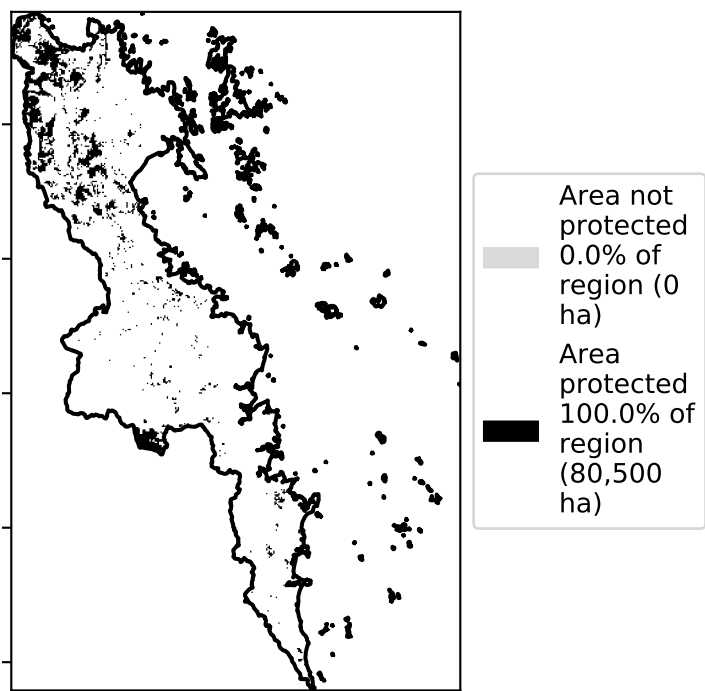 Area not
protected
0.0% of
region (0
ha)
Area
protected
100.0% of
region
(80,500
ha)